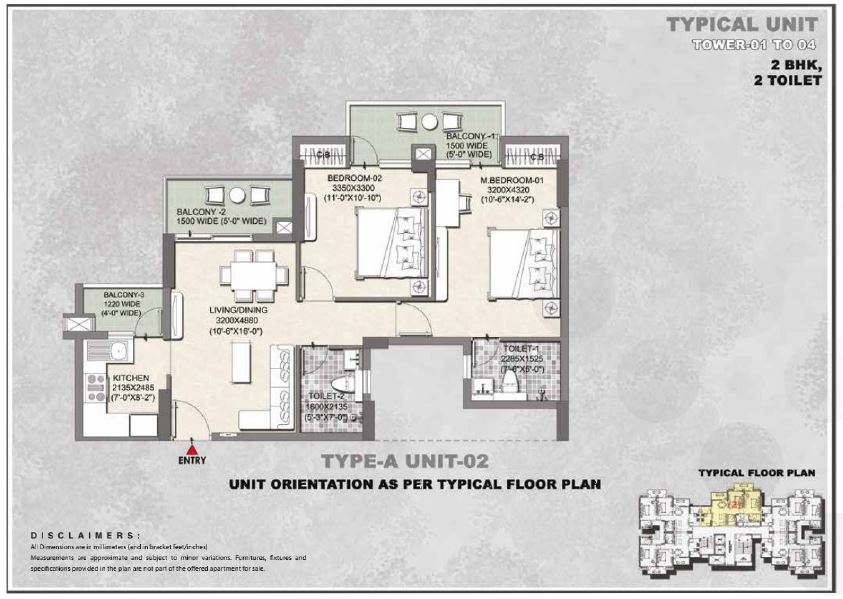 TYPICAL UNIT
TOWER-01 TO 04
2 BHK,
2 TOILET
BALCONY -1
1500 WIDE
(5'-0" WIDE)
C.B
C.B
BEDROOM-02
3350X3300
(11'-0"X10'-10")
M.BEDROOM-01
3200X4320
(10'-6"X14'-2")
BALCONY -2
1500 WIDE (5'-0" WIDE)
BALCONY-3
1220 WIDE
(4'-0" WIDE)
LIVING/DINING
3200X4880
(10'-6"X16'-0")
KITCHEN
2135X2485
(7'-0"X8'-2")
TOILET-2
1600X2135
(5'-3"X7'-0")
TOILET-1
2285X1525
(7'-6"X5'-0")
ENTRY
TYPE-A UNIT-02
UNIT ORIENTATION AS PER TYPICAL FLOOR PLAN
TYPICAL FLOOR PLAN
DISCLAIMERS:
All Dimensions are in millimeters (and in bracket feet/inches)
Measurements are approximate and subject to minor variations. Furnitures, fixtures and
specifications provided in the plan are not part of the offered apartment for sale.